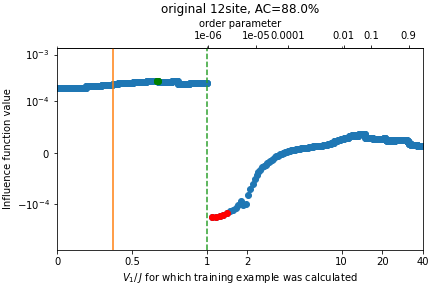 original 12site, AC=88.0%
order parameter
1e-06 1e-05 0.0001 0.01 0.1 0.9
Influence function value
10⁻³
10⁻⁴
0
−10⁻⁴
0 0.5 1 2 10 20 40
V₁/J for which training example was calculated